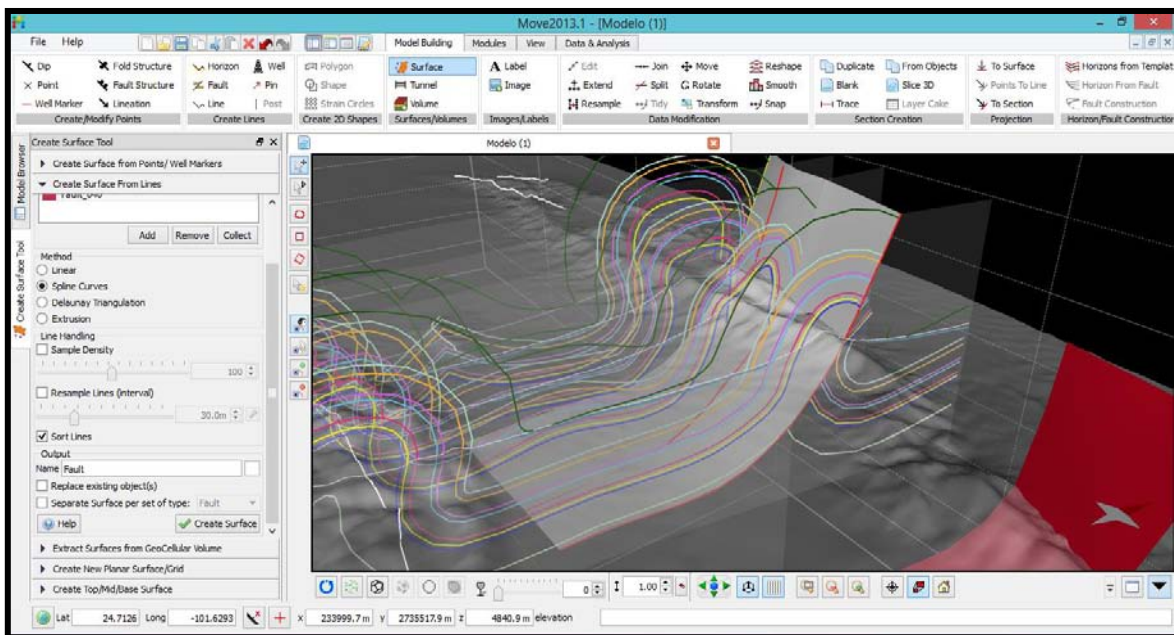 Move2013.1 - [Modelo (1)]
File Help Model Building Modules View Data & Analysis
Dip Fold Structure Horizon Well Polygon Surface Label Edit Join Move Reshape Duplicate From Objects To Surface Horizons from Templat
Point Fault Structure Fault Pin Shape Tunnel Image Extend Split Rotate Smooth Blank Slice 3D Points To Line Horizon From Fault
Well Marker Lineation Line Post Strain Circles Volume Resample Tidy Transform Snap Trace Layer Cake To Section Fault Construction
Create/Modify Points Create Lines Create 2D Shapes Surfaces/Volumes Images/Labels Data Modification Section Creation Projection Horizon/Fault Constructio
Create Surface Tool
Modelo (1)
Model Browser
Create Surface Tool
Create Surface from Points/ Well Markers
Create Surface From Lines
Fault_040
Add Remove Collect
Method
Linear
Spline Curves
Delaunay Triangulation
Extrusion
Line Handling
Sample Density
100
Resample Lines (interval)
30.0m
Sort Lines
Output
Name Fault
Replace existing object(s)
Separate Surface per set of type: Fault
Help Create Surface
Extract Surfaces from GeoCellular Volume
Create New Planar Surface/Grid
Create Top/Mid/Base Surface
0 1.00
Lat 24.7126 Long -101.6293 x 233999.7 m y 2735517.9 m z 4840.9 m elevation